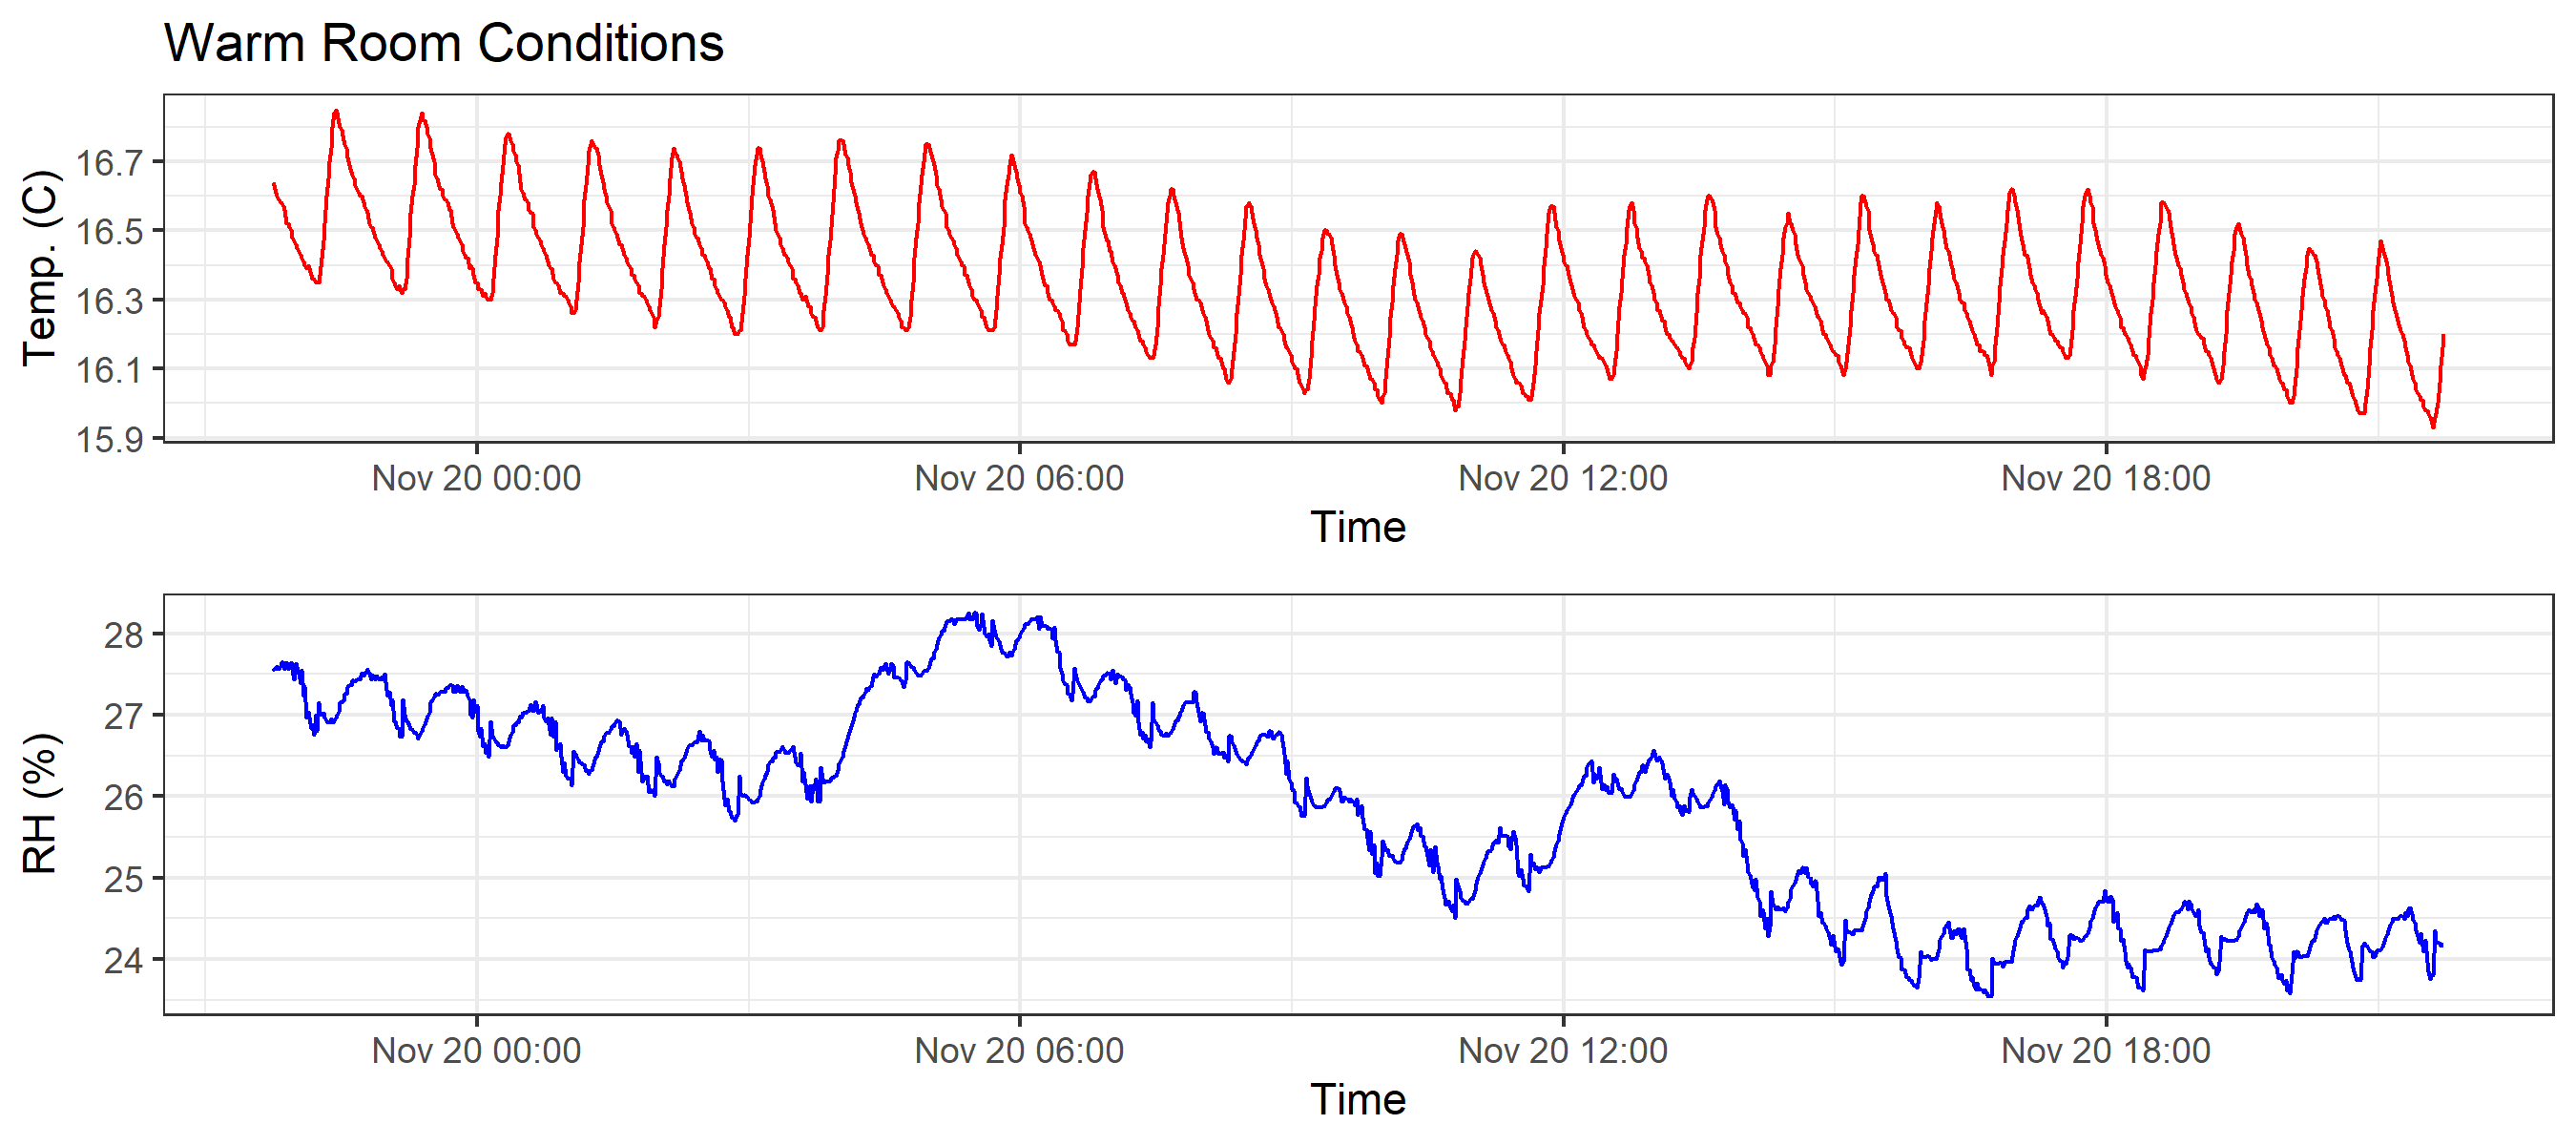 Warm Room Conditions
Temp. (C)
16.7
16.5
16.3
16.1
15.9
Nov 20 00:00 Nov 20 06:00 Nov 20 12:00 Nov 20 18:00
Time
RH (%)
28
27
26
25
24
Nov 20 00:00 Nov 20 06:00 Nov 20 12:00 Nov 20 18:00
Time